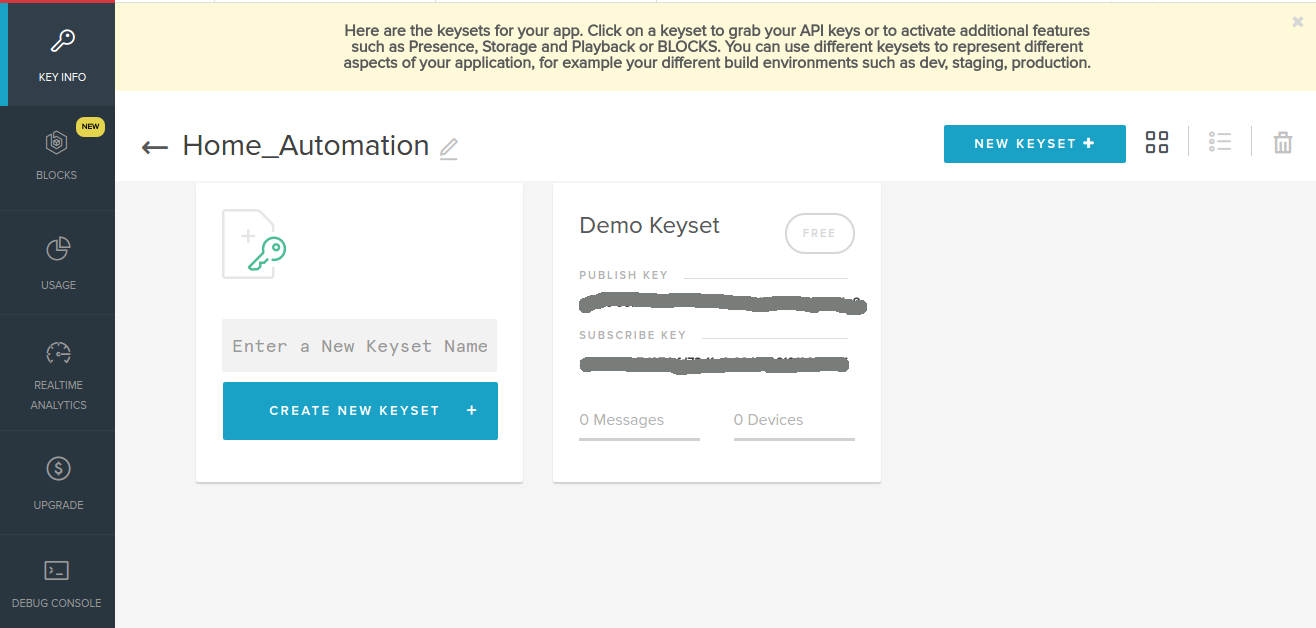 Here are the keysets for your app. Click on a keyset to grab your API keys or to activate additional features
such as Presence, Storage and Playback or BLOCKS. You can use different keysets to represent different
aspects of your application, for example your different build environments such as dev, staging, production.
KEY INFO
NEW
BLOCKS
USAGE
REALTIME
ANALYTICS
UPGRADE
DEBUG CONSOLE
Home_Automation
NEW KEYSET +
Enter a New Keyset Name
CREATE NEW KEYSET +
Demo Keyset
FREE
PUBLISH KEY
SUBSCRIBE KEY
0 Messages
0 Devices